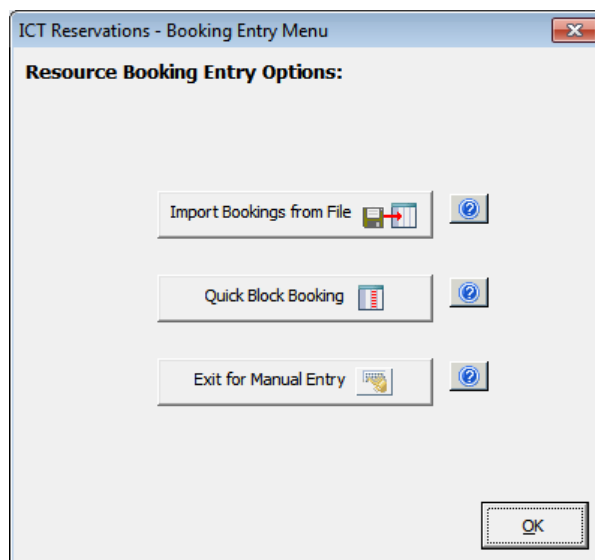 ICT Reservations - Booking Entry Menu
Resource Booking Entry Options:
Import Bookings from File
Quick Block Booking
Exit for Manual Entry
OK